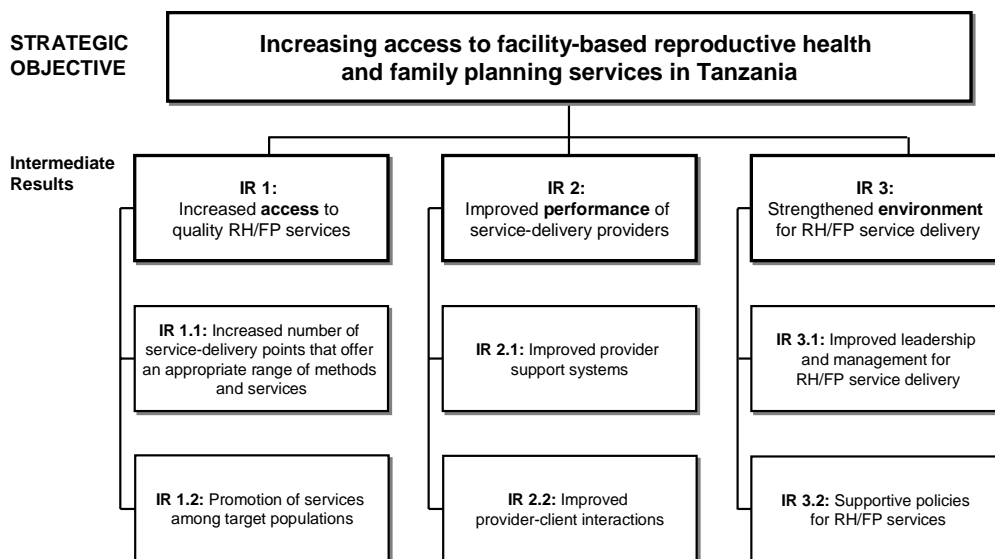 STRATEGIC
OBJECTIVE
Increasing access to facility-based reproductive health
and family planning services in Tanzania
Intermediate
Results
IR 1:
Increased access to
quality RH/FP services
IR 2:
Improved performance of
service-delivery providers
IR 3:
Strengthened environment
for RH/FP service delivery
IR 1.1: Increased number of
service-delivery points that offer
an appropriate range of methods
and services
IR 2.1: Improved provider
support systems
IR 3.1: Improved leadership
and management for
RH/FP service delivery
IR 1.2: Promotion of services
among target populations
IR 2.2: Improved
provider-client interactions
IR 3.2: Supportive policies
for RH/FP services